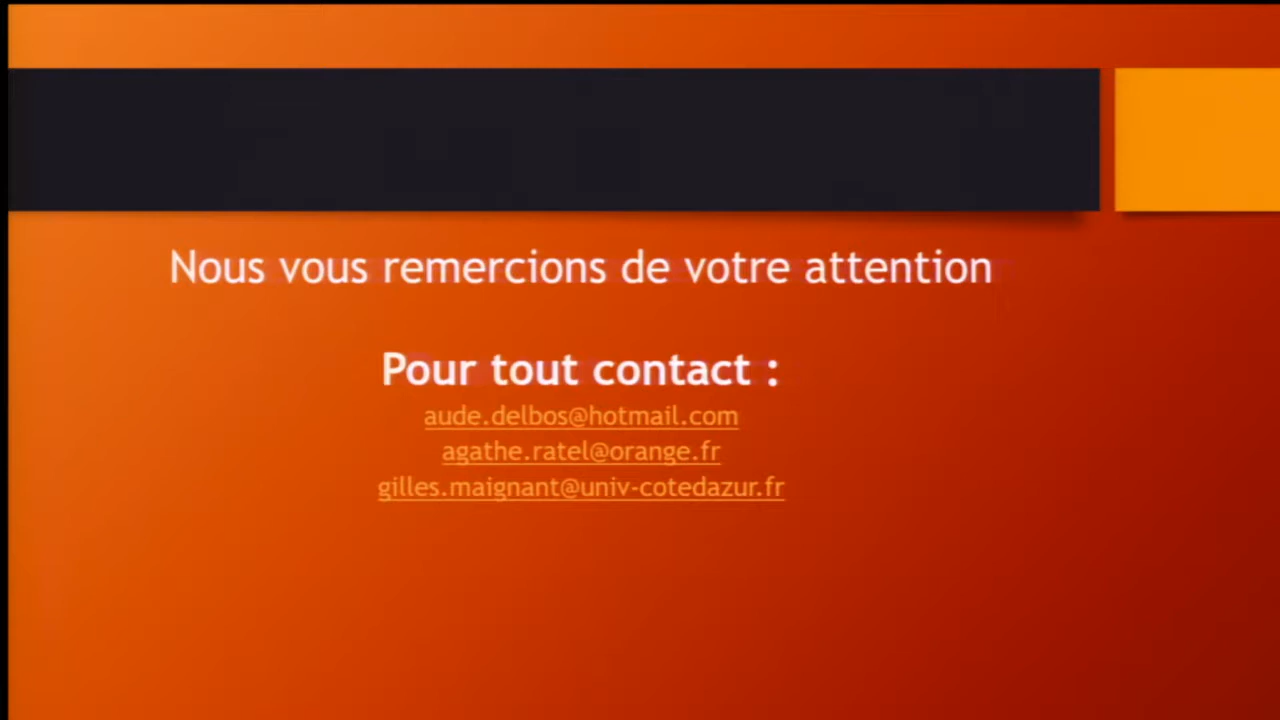 Nous vous remercions de votre attention
Pour tout contact :
aude.delbos@hotmail.com
agathe.ratel@orange.fr
gilles.maignant@univ-cotedazur.fr